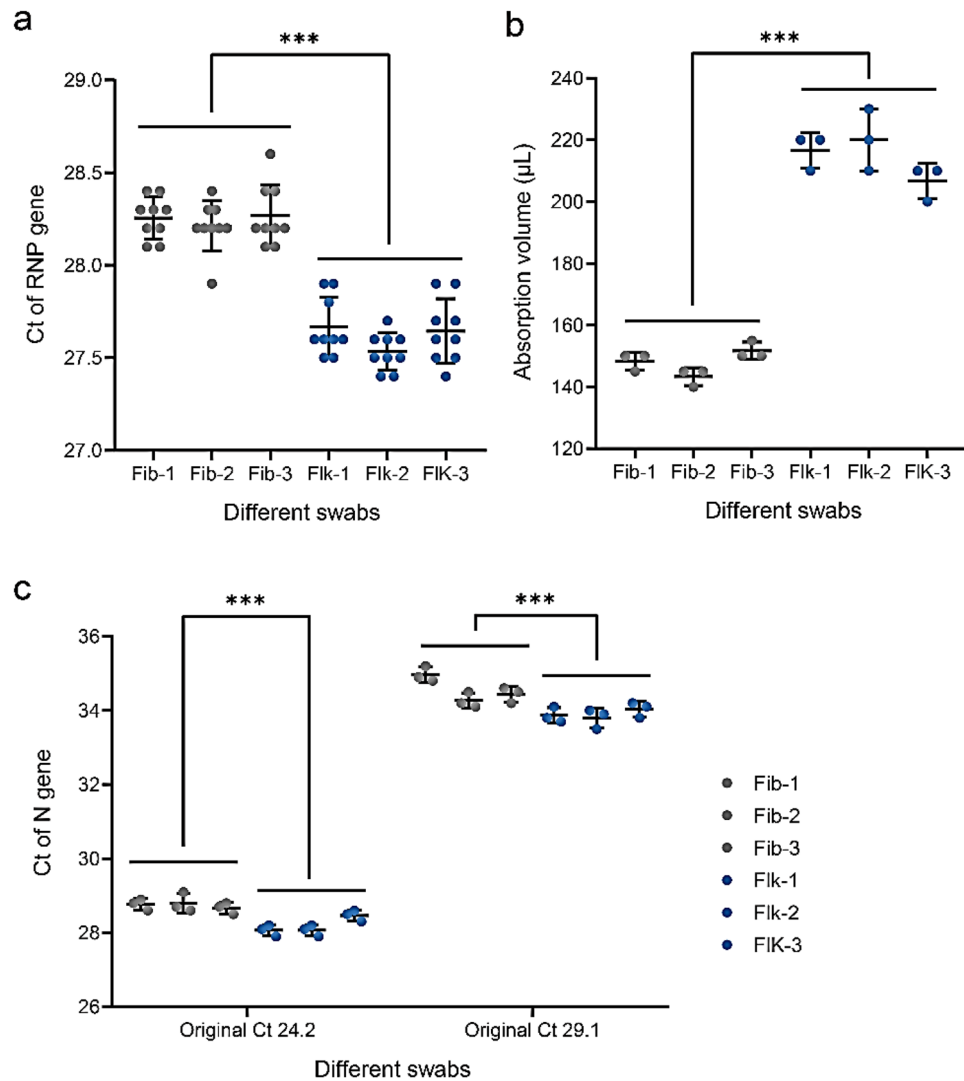 a
***
29.0
28.5
28.0
27.5
27.0
Ct of RNP gene
Fib-1 Fib-2 Fib-3 Flk-1 Flk-2 FlK-3
Different swabs
b
***
240
220
200
180
160
140
120
Absorption volume (µL)
Fib-1 Fib-2 Fib-3 Flk-1 Flk-2 FlK-3
Different swabs
c
*** ***
36
34
32
30
28
26
Ct of N gene
Original Ct 24.2 Original Ct 29.1
Different swabs
Fib-1
Fib-2
Fib-3
Flk-1
Flk-2
FlK-3